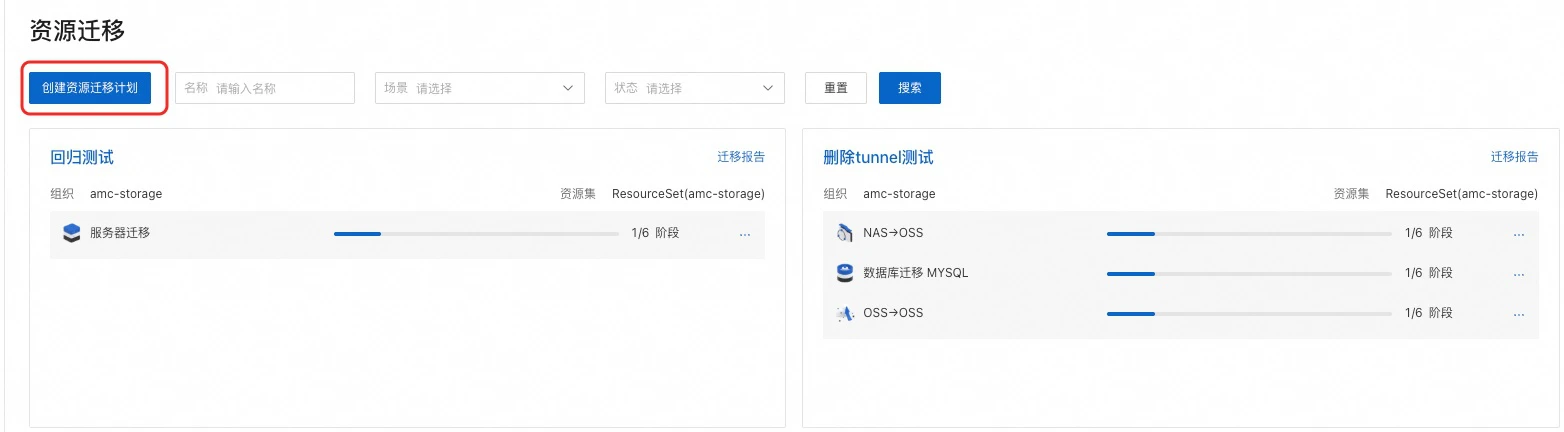 资源迁移
创建资源迁移计划 名称 请输入名称 场景 请选择 状态 请选择 重置 搜索
回归测试 迁移报告
组织 amc-storage 资源集 ResourceSet(amc-storage)
服务器迁移 1/6 阶段 ...
删除tunnel测试 迁移报告
组织 amc-storage 资源集 ResourceSet(amc-storage)
NAS→OSS 1/6 阶段 ...
数据库迁移 MYSQL 1/6 阶段 ...
OSS→OSS 1/6 阶段 ...